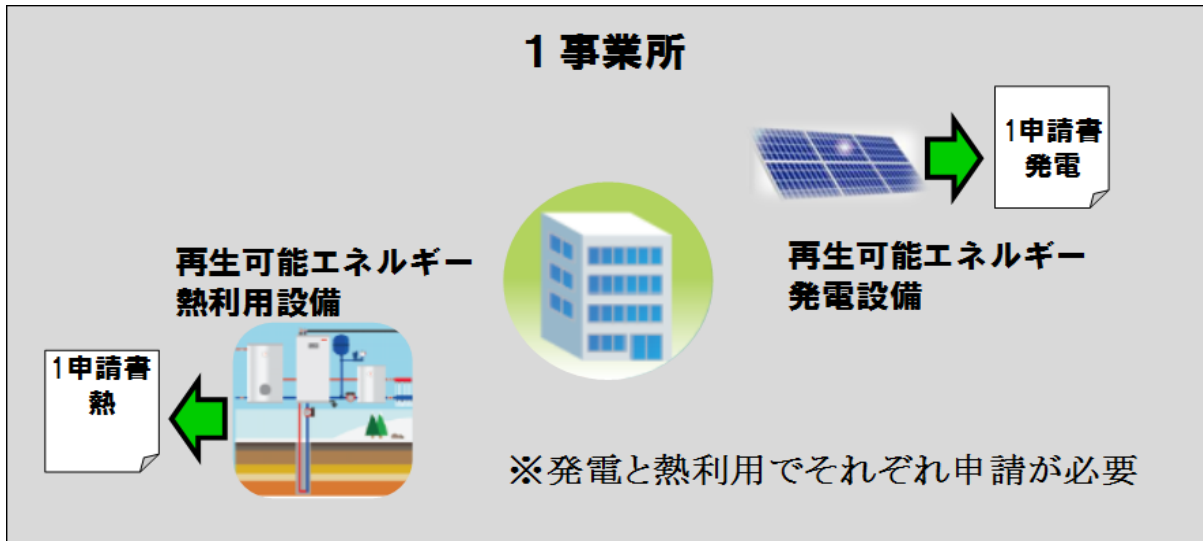 1事業所
1申請書
発電
再生可能エネルギー
発電設備
再生可能エネルギー
熱利用設備
1申請書
熱
※発電と熱利用でそれぞれ申請が必要